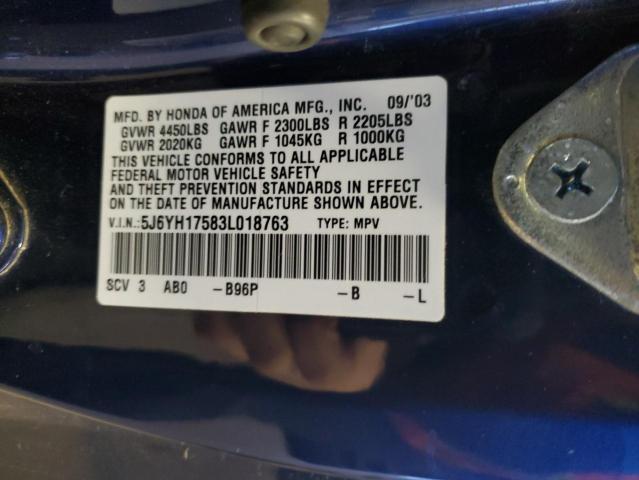 MFD. BY HONDA OF AMERICA MFG., INC. 09/'03
GVWR 4450LBS GAWR F 2300LBS R 2205LBS
GVWR 2020KG GAWR F 1045KG R 1000KG
THIS VEHICLE CONFORMS TO ALL APPLICABLE
FEDERAL MOTOR VEHICLE SAFETY
AND THEFT PREVENTION STANDARDS IN EFFECT
ON THE DATE OF MANUFACTURE SHOWN ABOVE.
V.I.N.:5J6YH17583L018763 TYPE: MPV
SCV 3 AB0 -B96P -B -L